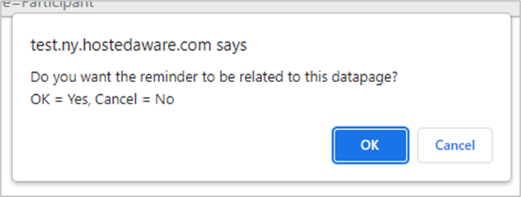 e=Participant
test.ny.hostedaware.com says
Do you want the reminder to be related to this datapage?
OK = Yes, Cancel = No
OK Cancel